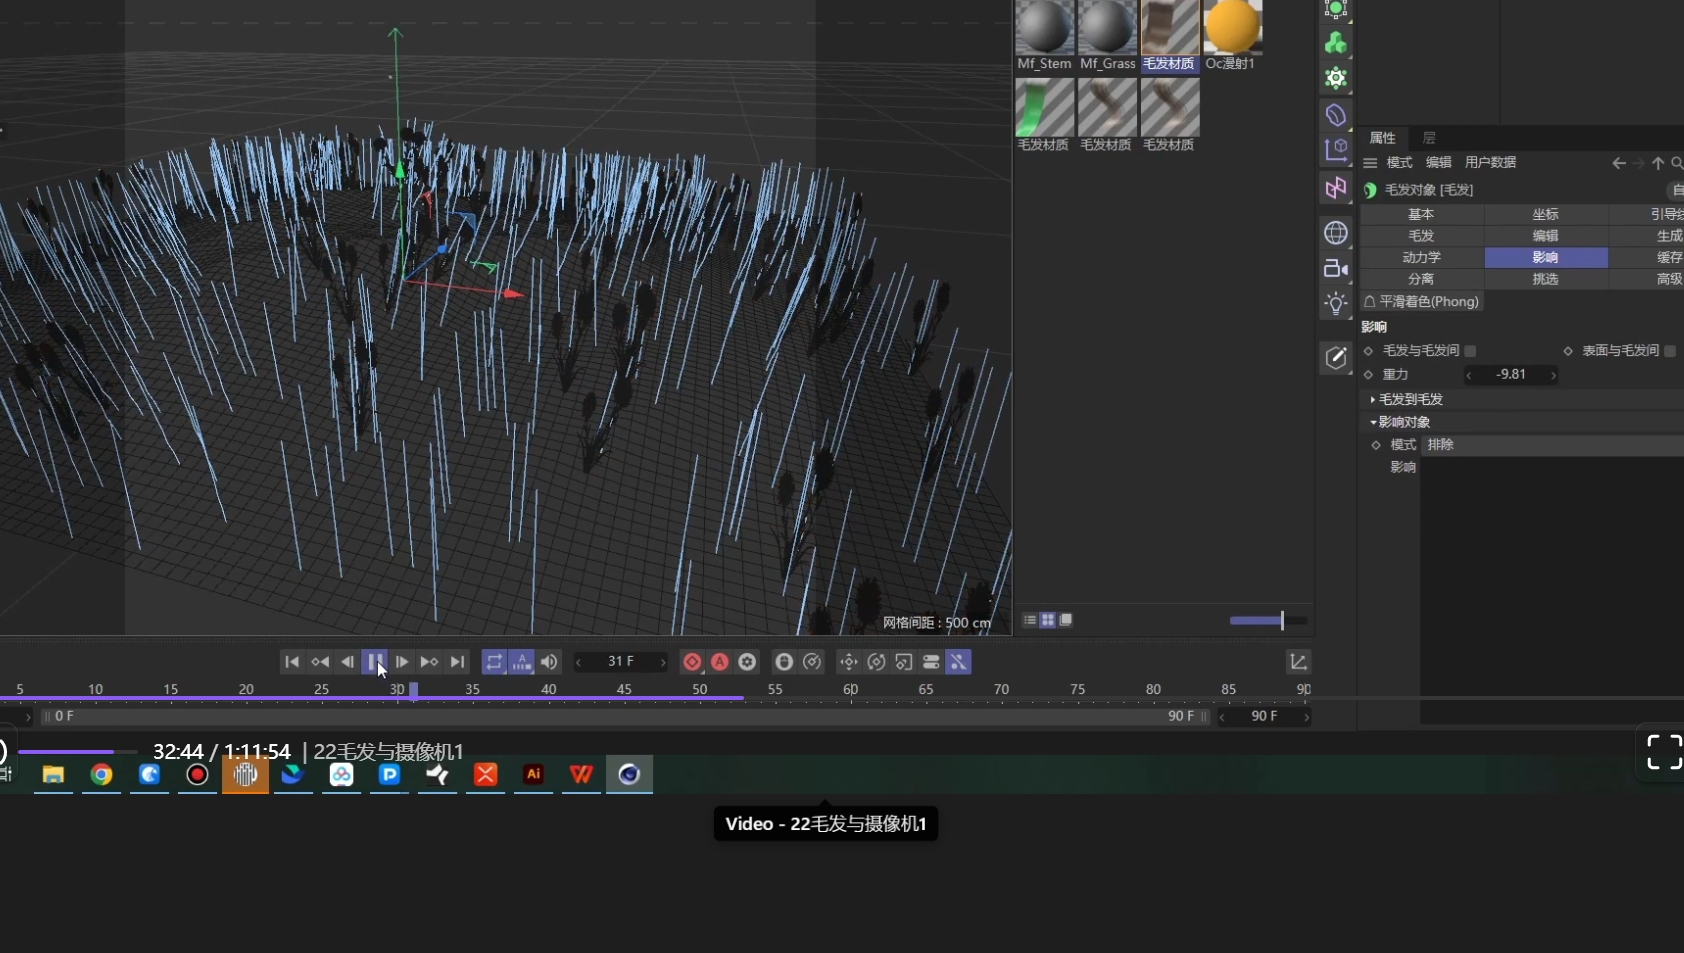 Mf_Stem Mf_Grass 毛发材质 Oc漫射1
毛发材质 毛发材质 毛发材质
属性 层
模式 编辑 用户数据
毛发对象 [毛发]
基本 坐标 引导线
毛发 编辑 生成
动力学 影响 缓存
分离 挑选 高级
平滑着色(Phong)
影响
毛发与毛发间 表面与毛发间
重力 -9.81
毛发到毛发
影响对象
模式 排除
影响
网格间距 : 500 cm
31 F
5 10 15 20 25 30 35 40 45 50 55 60 65 70 75 80 85 90
0 F 90 F 90 F
32:44 / 1:11:54 | 22毛发与摄像机1
Ai
Video - 22毛发与摄像机1